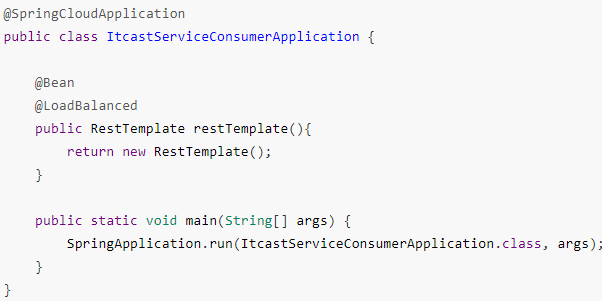 @SpringCloudApplication
public class ItcastServiceConsumerApplication {
@Bean
@LoadBalanced
public RestTemplate restTemplate(){
return new RestTemplate();
}
public static void main(String[] args) {
SpringApplication.run(ItcastServiceConsumerApplication.class, args);
}
}